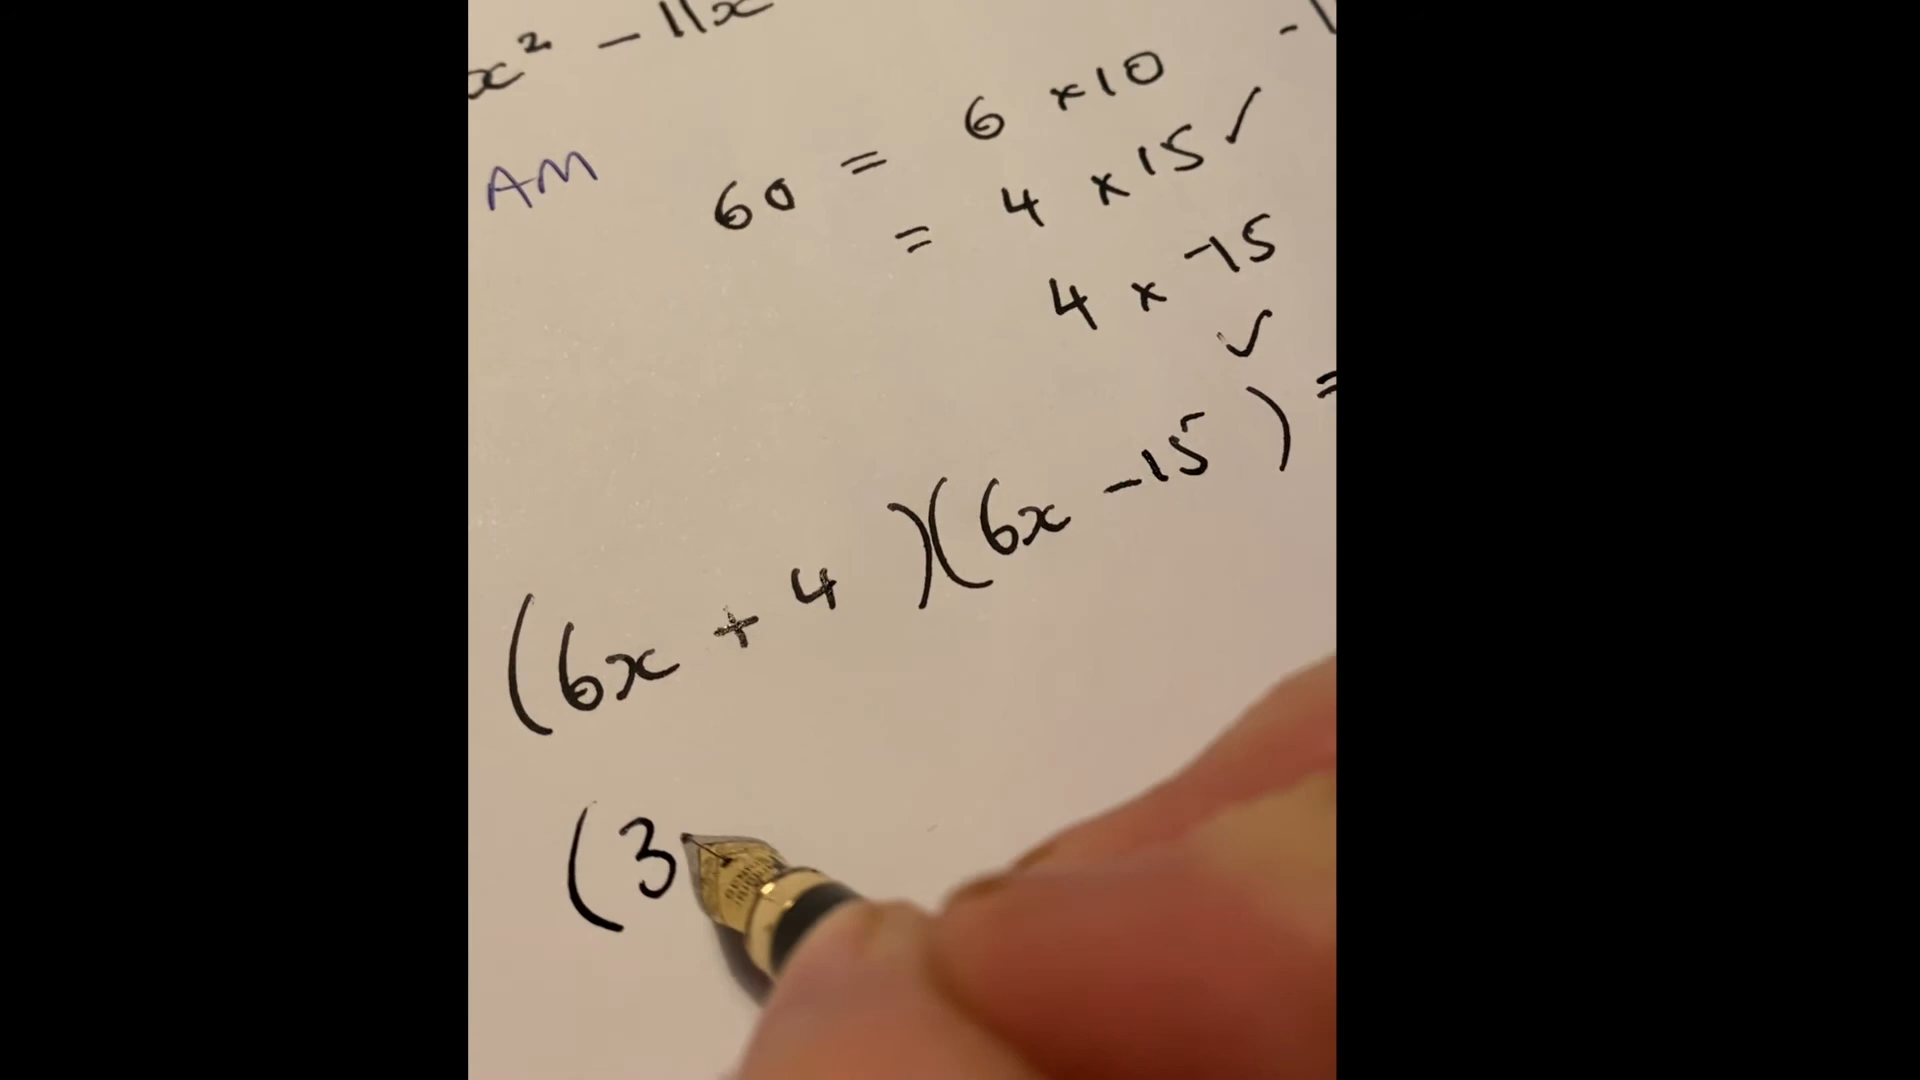 x² - 11x
AM
60 = 6 × 10
= 4 × 15 ✓
4 × -15
✓
(6x + 4)(6x - 15) =
(3